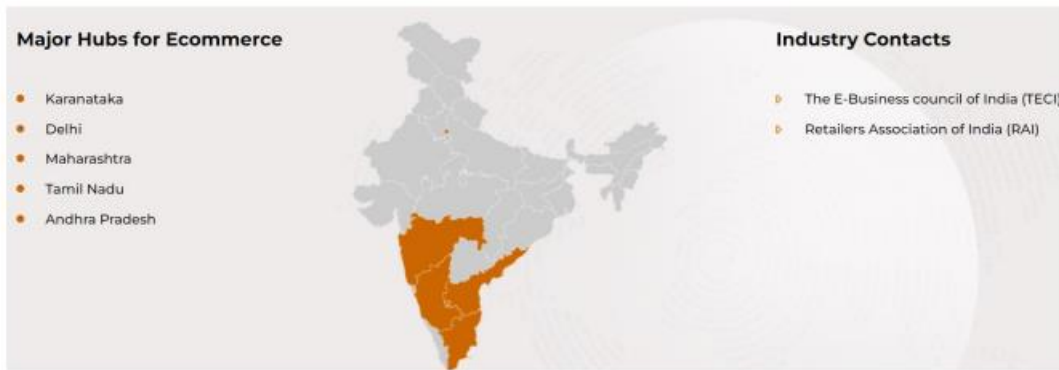 Major Hubs for Ecommerce
Karanataka
Delhi
Maharashtra
Tamil Nadu
Andhra Pradesh
Industry Contacts
The E-Business council of India (TECI)
Retailers Association of India (RAI)